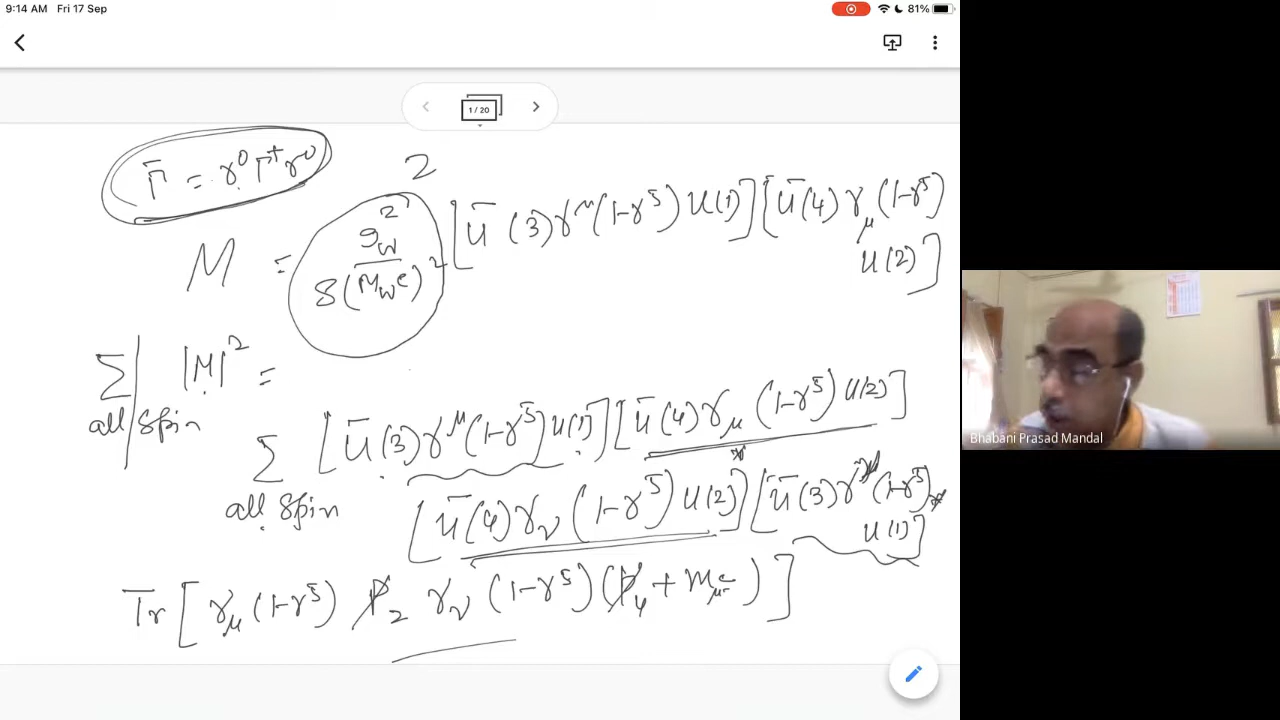 9:14 AM Fri 17 Sep
81%
1 / 20
Γ̄ = γ⁰ Γ† γ⁰
2
M = g_w² / 8(M_w c)² [ū(3) γ^μ (1-γ⁵) u(1)] [ū(4) γ_μ (1-γ⁵)
u(2)]
Σ |M|² =
all spin
Σ [ū(3) γ^μ (1-γ⁵) u(1)] [ū(4) γ_μ (1-γ⁵) u(2)]
all spin
[ū(4) γ_ν (1-γ⁵) u(2)]* [ū(3) γ^ν (1-γ⁵)
u(1)]
Tr [γ_μ (1-γ⁵) p̸₂ γ_ν (1-γ⁵) (p̸₄ + m_μ c)]
Bhabani Prasad Mandal